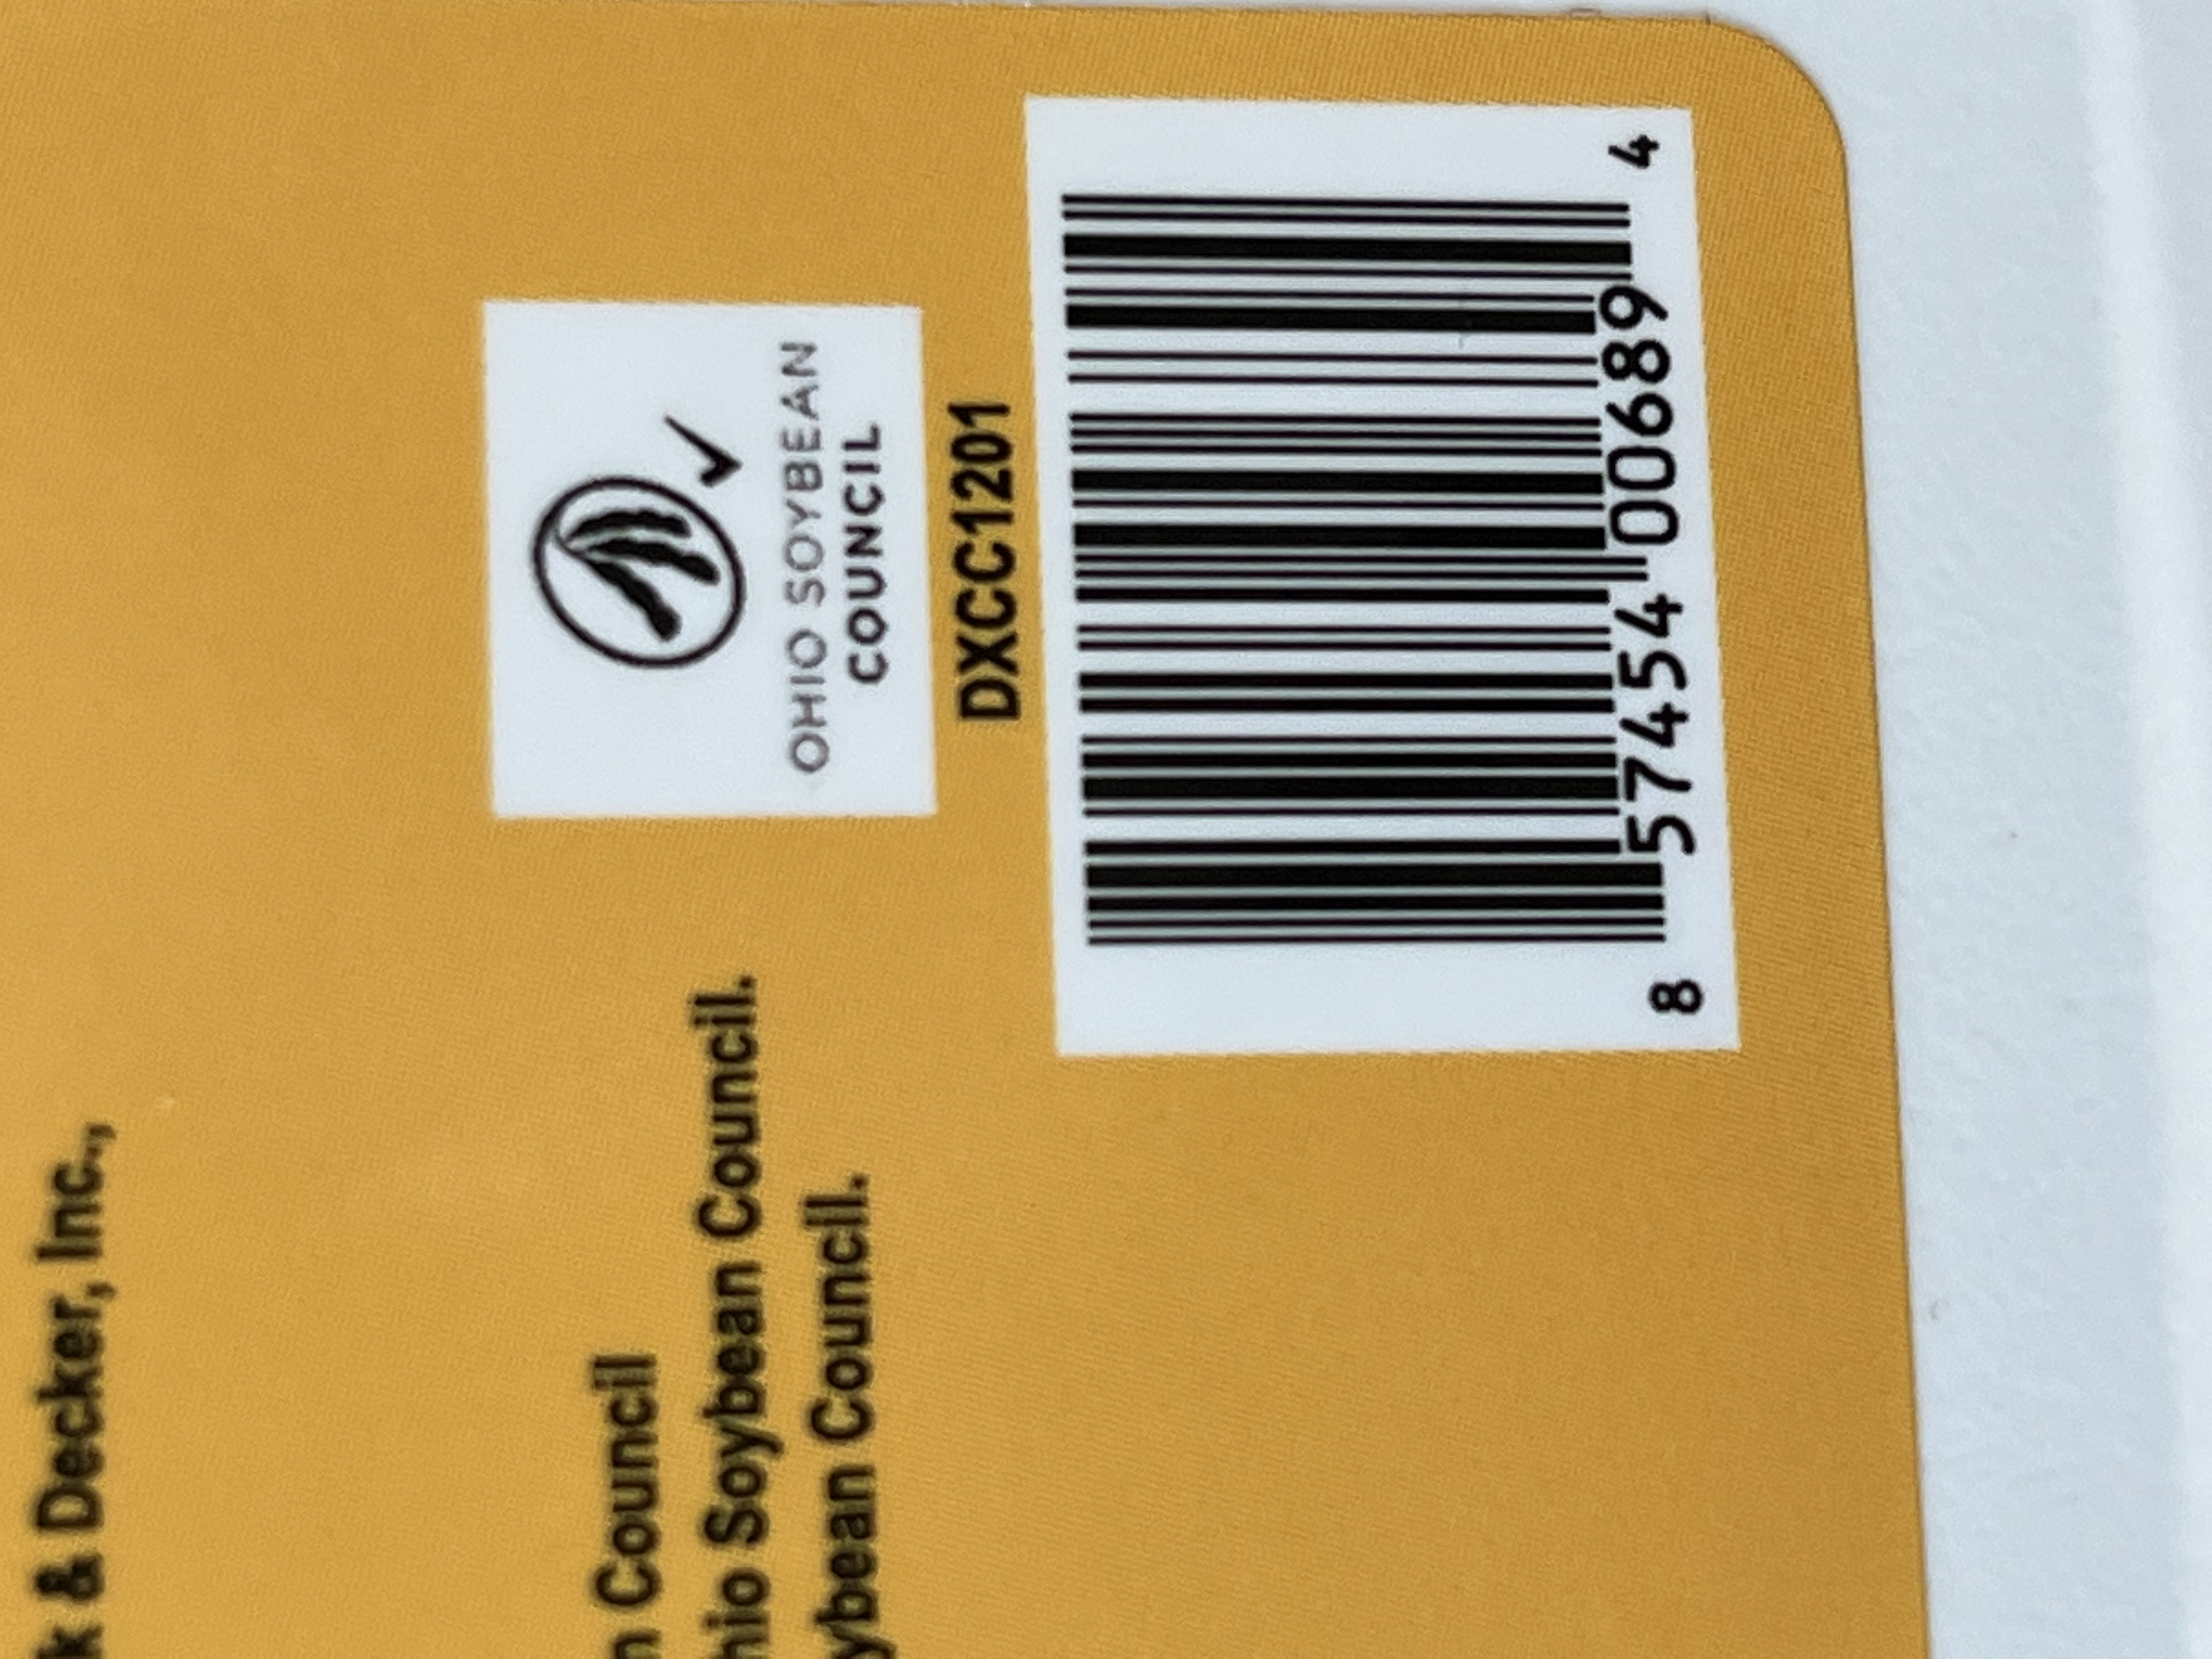 k & Decker, Inc.,
n Council
hio Soybean Council.
ybean Council.
OHIO SOYBEAN
COUNCIL
DXCC1201
8 57454 00689 4